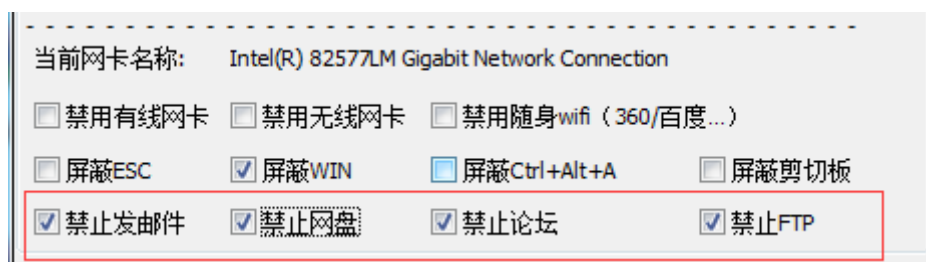 当前网卡名称: Intel(R) 82577LM Gigabit Network Connection
禁用有线网卡 禁用无线网卡 禁用随身wifi（360/百度...）
屏蔽ESC 屏蔽WIN 屏蔽Ctrl+Alt+A 屏蔽剪切板
禁止发邮件 禁止网盘 禁止论坛 禁止FTP